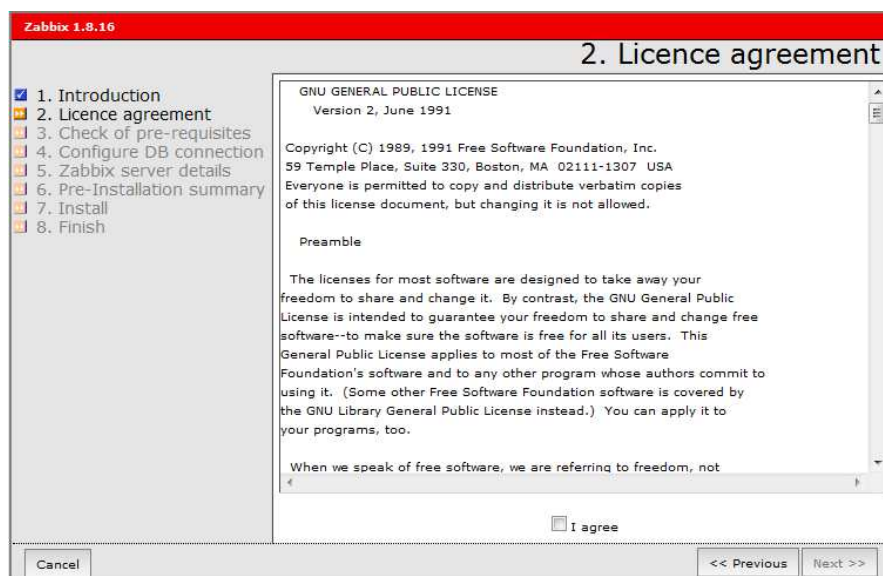 Zabbix 1.8.16
2. Licence agreement
1. Introduction
2. Licence agreement
3. Check of pre-requisites
4. Configure DB connection
5. Zabbix server details
6. Pre-Installation summary
7. Install
8. Finish
GNU GENERAL PUBLIC LICENSE
Version 2, June 1991
Copyright (C) 1989, 1991 Free Software Foundation, Inc.
59 Temple Place, Suite 330, Boston, MA  02111-1307  USA
Everyone is permitted to copy and distribute verbatim copies
of this license document, but changing it is not allowed.
Preamble
The licenses for most software are designed to take away your
freedom to share and change it.  By contrast, the GNU General Public
License is intended to guarantee your freedom to share and change free
software--to make sure the software is free for all its users.  This
General Public License applies to most of the Free Software
Foundation's software and to any other program whose authors commit to
using it.  (Some other Free Software Foundation software is covered by
the GNU Library General Public License instead.)  You can apply it to
your programs, too.
When we speak of free software, we are referring to freedom, not
I agree
Cancel
<< Previous
Next >>